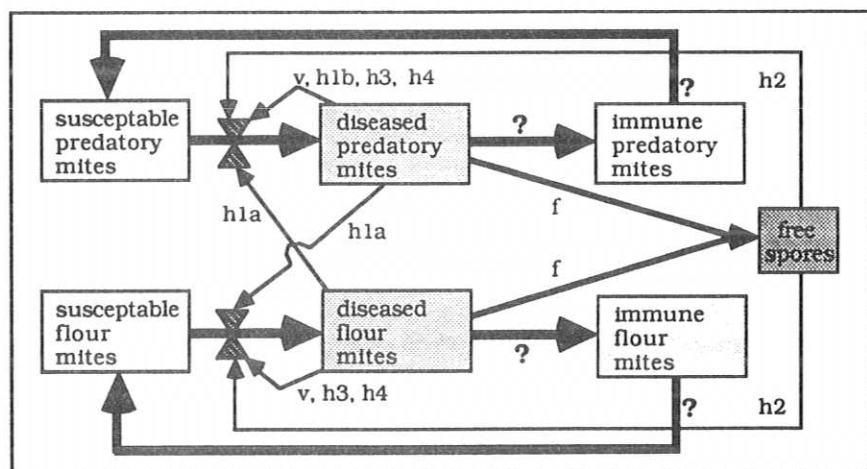 ?
h2
v, h1b, h3, h4
susceptable
predatory
mites
diseased
predatory
mites
?
immune
predatory
mites
h1a
h1a
f
free
spores
f
susceptable
flour
mites
diseased
flour
mites
?
immune
flour
mites
v, h3, h4
?
h2